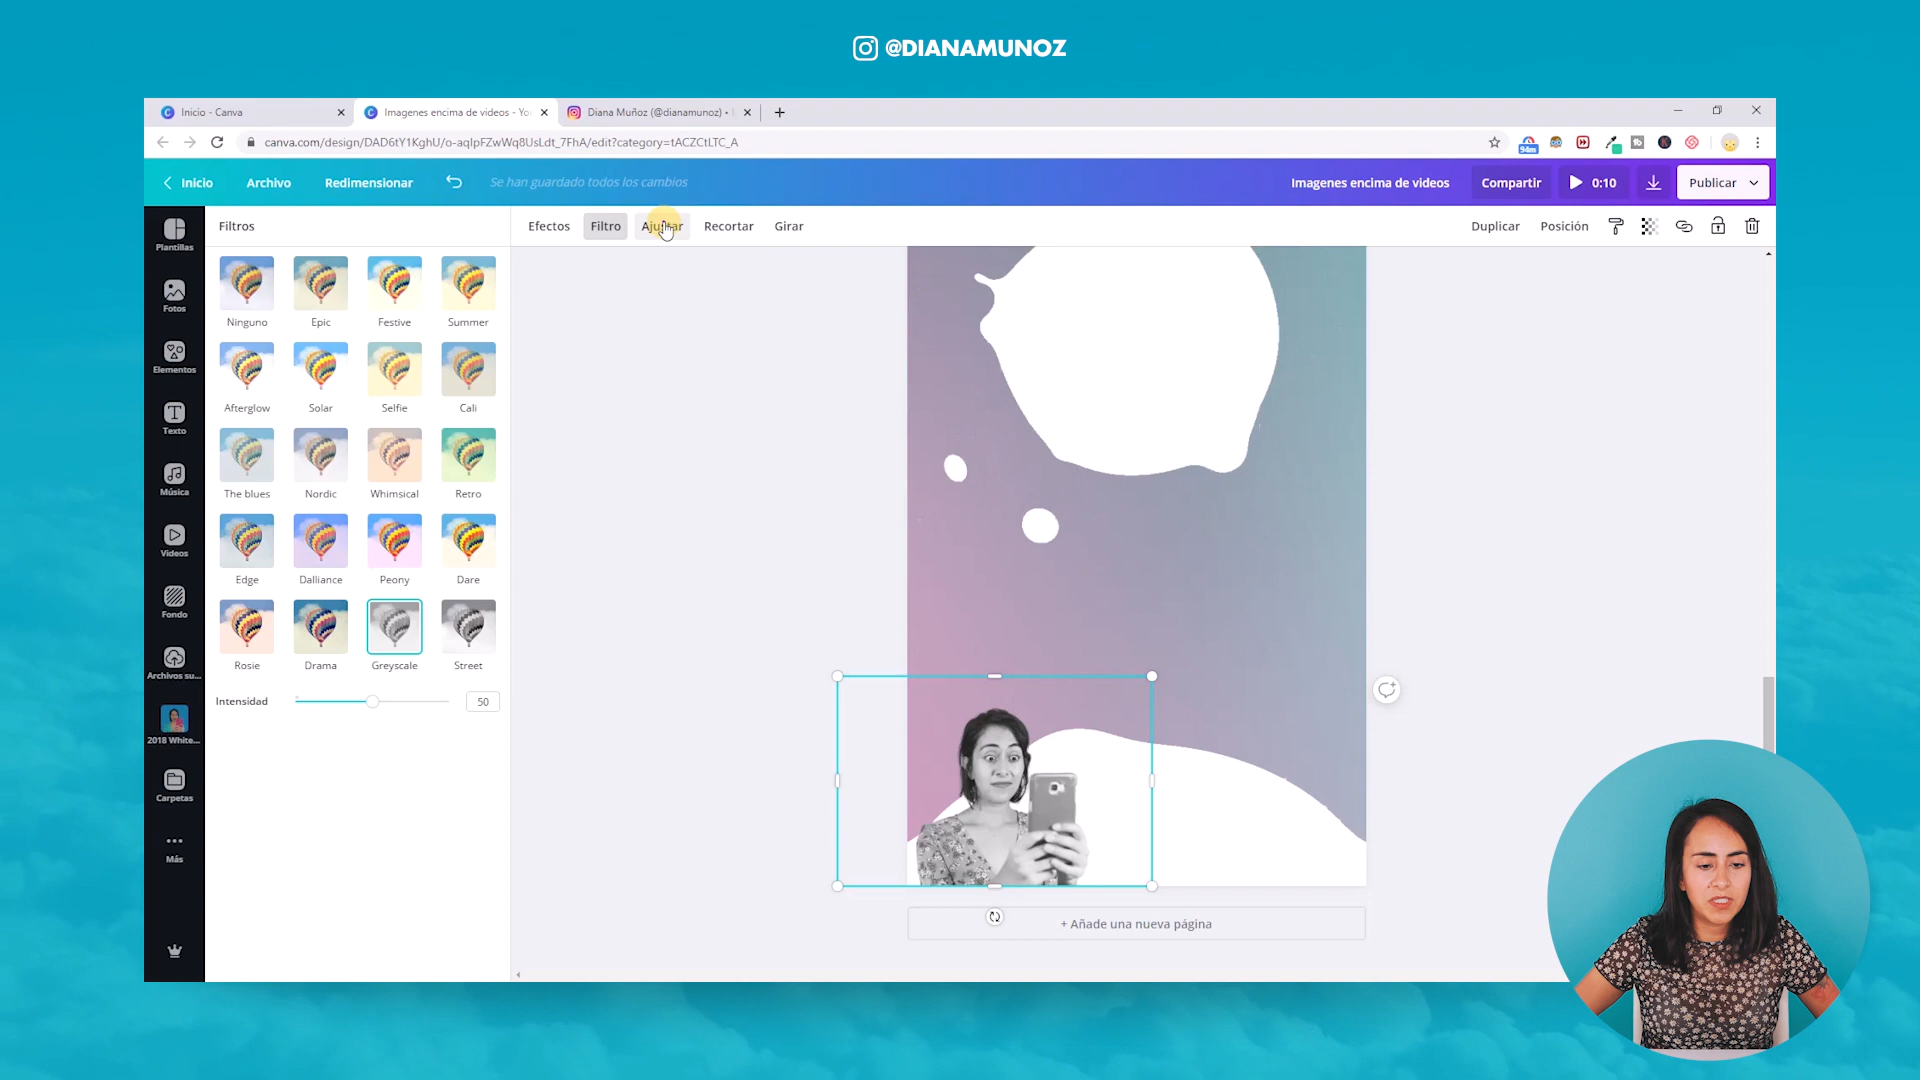 @DIANAMUNOZ
Inicio - Canva
Imagenes encima de videos - Yo
Diana Muñoz (@dianamunoz) •
canva.com/design/DAD6tY1KghU/o-aqIpFZwWq8UsLdt_7FhA/edit?category=tACZCtLTC_A
94m
Inicio
Archivo
Redimensionar
Se han guardado todos los cambios
Imagenes encima de videos
Compartir
0:10
Publicar
Plantillas
Fotos
Elementos
Texto
Música
Videos
Fondo
Archivos su...
2018 White...
Carpetas
Más
Filtros
Efectos
Filtro
Ajustar
Recortar
Girar
Duplicar
Posición
Ninguno
Epic
Festive
Summer
Afterglow
Solar
Selfie
Cali
The blues
Nordic
Whimsical
Retro
Edge
Dalliance
Peony
Dare
Rosie
Drama
Greyscale
Street
Intensidad
50
+ Añade una nueva página